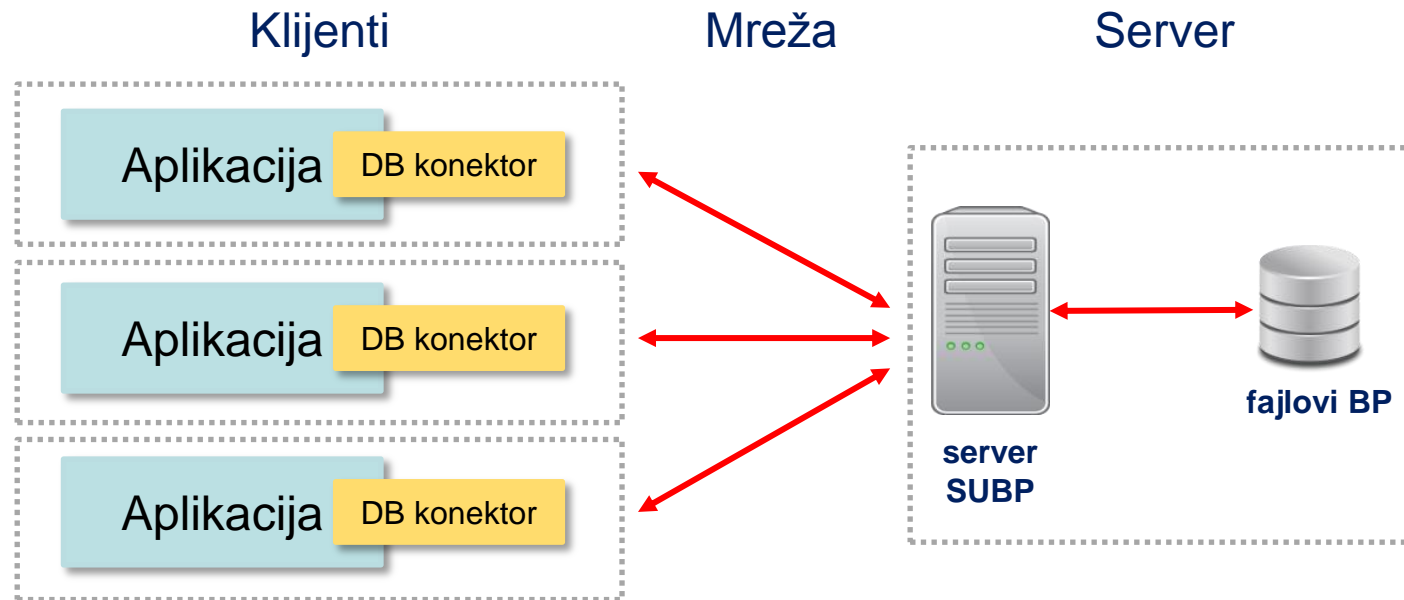 Klijenti
Mreža
Server
Aplikacija
DB konektor
Aplikacija
DB konektor
Aplikacija
DB konektor
server
SUBP
fajlovi BP